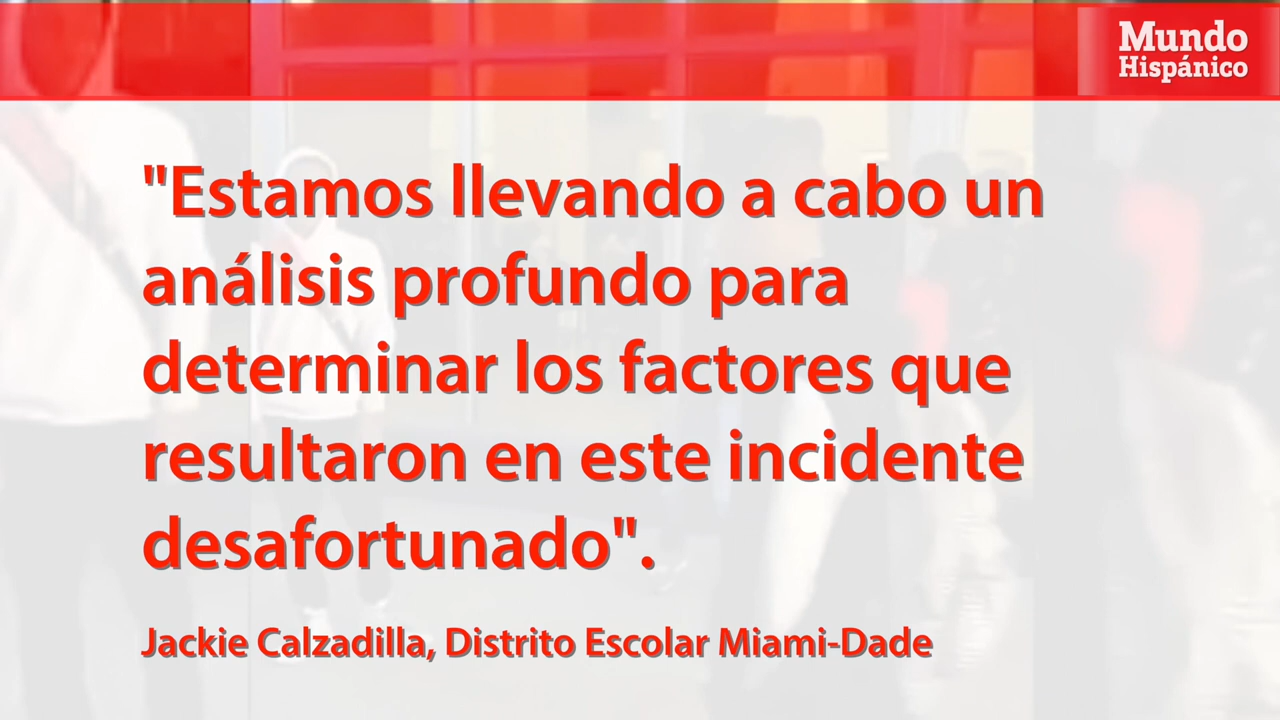 Mundo
Hispánico
"Estamos llevando a cabo un
análisis profundo para
determinar los factores que
resultaron en este incidente
desafortunado".
Jackie Calzadilla, Distrito Escolar Miami-Dade